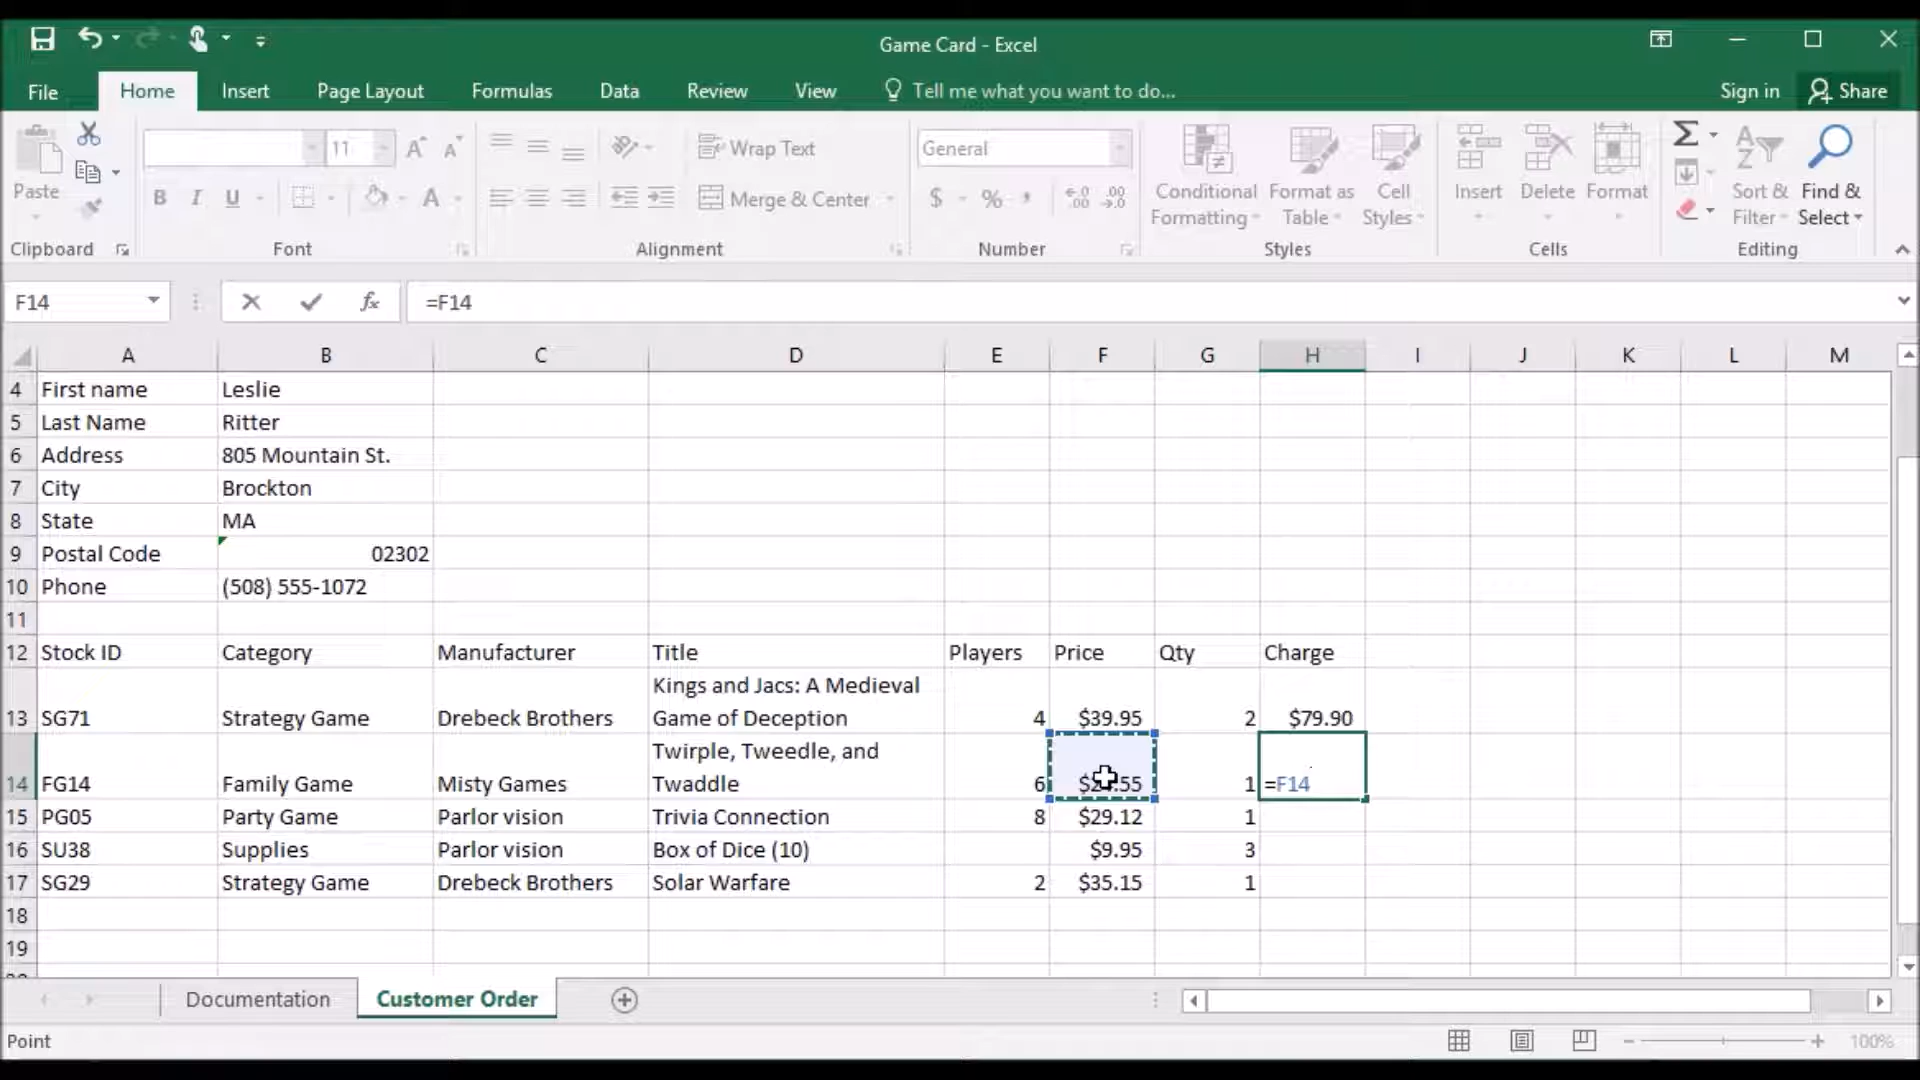 Game Card - Excel
File Home Insert Page Layout Formulas Data Review View Tell me what you want to do... Sign in Share
Paste 11 Wrap Text General Conditional Formatting Format as Table Cell Styles Insert Delete Format Sort & Filter Find & Select
B I U A Merge & Center $ % ,
Clipboard Font Alignment Number Styles Cells Editing
F14 fx =F14
A B C D E F G H I J K L M
4 First name Leslie
5 Last Name Ritter
6 Address 805 Mountain St.
7 City Brockton
8 State MA
9 Postal Code 02302
10 Phone (508) 555-1072
11
12 Stock ID Category Manufacturer Title Players Price Qty Charge
Kings and Jacs: A Medieval
13 SG71 Strategy Game Drebeck Brothers Game of Deception 4 $39.95 2 $79.90
Twirple, Tweedle, and
14 FG14 Family Game Misty Games Twaddle 6 1 =F14
15 PG05 Party Game Parlor vision Trivia Connection 8 $29.12 1
16 SU38 Supplies Parlor vision Box of Dice (10) $9.95 3
17 SG29 Strategy Game Drebeck Brothers Solar Warfare 2 $35.15 1
18
19
Documentation Customer Order
Point 100%